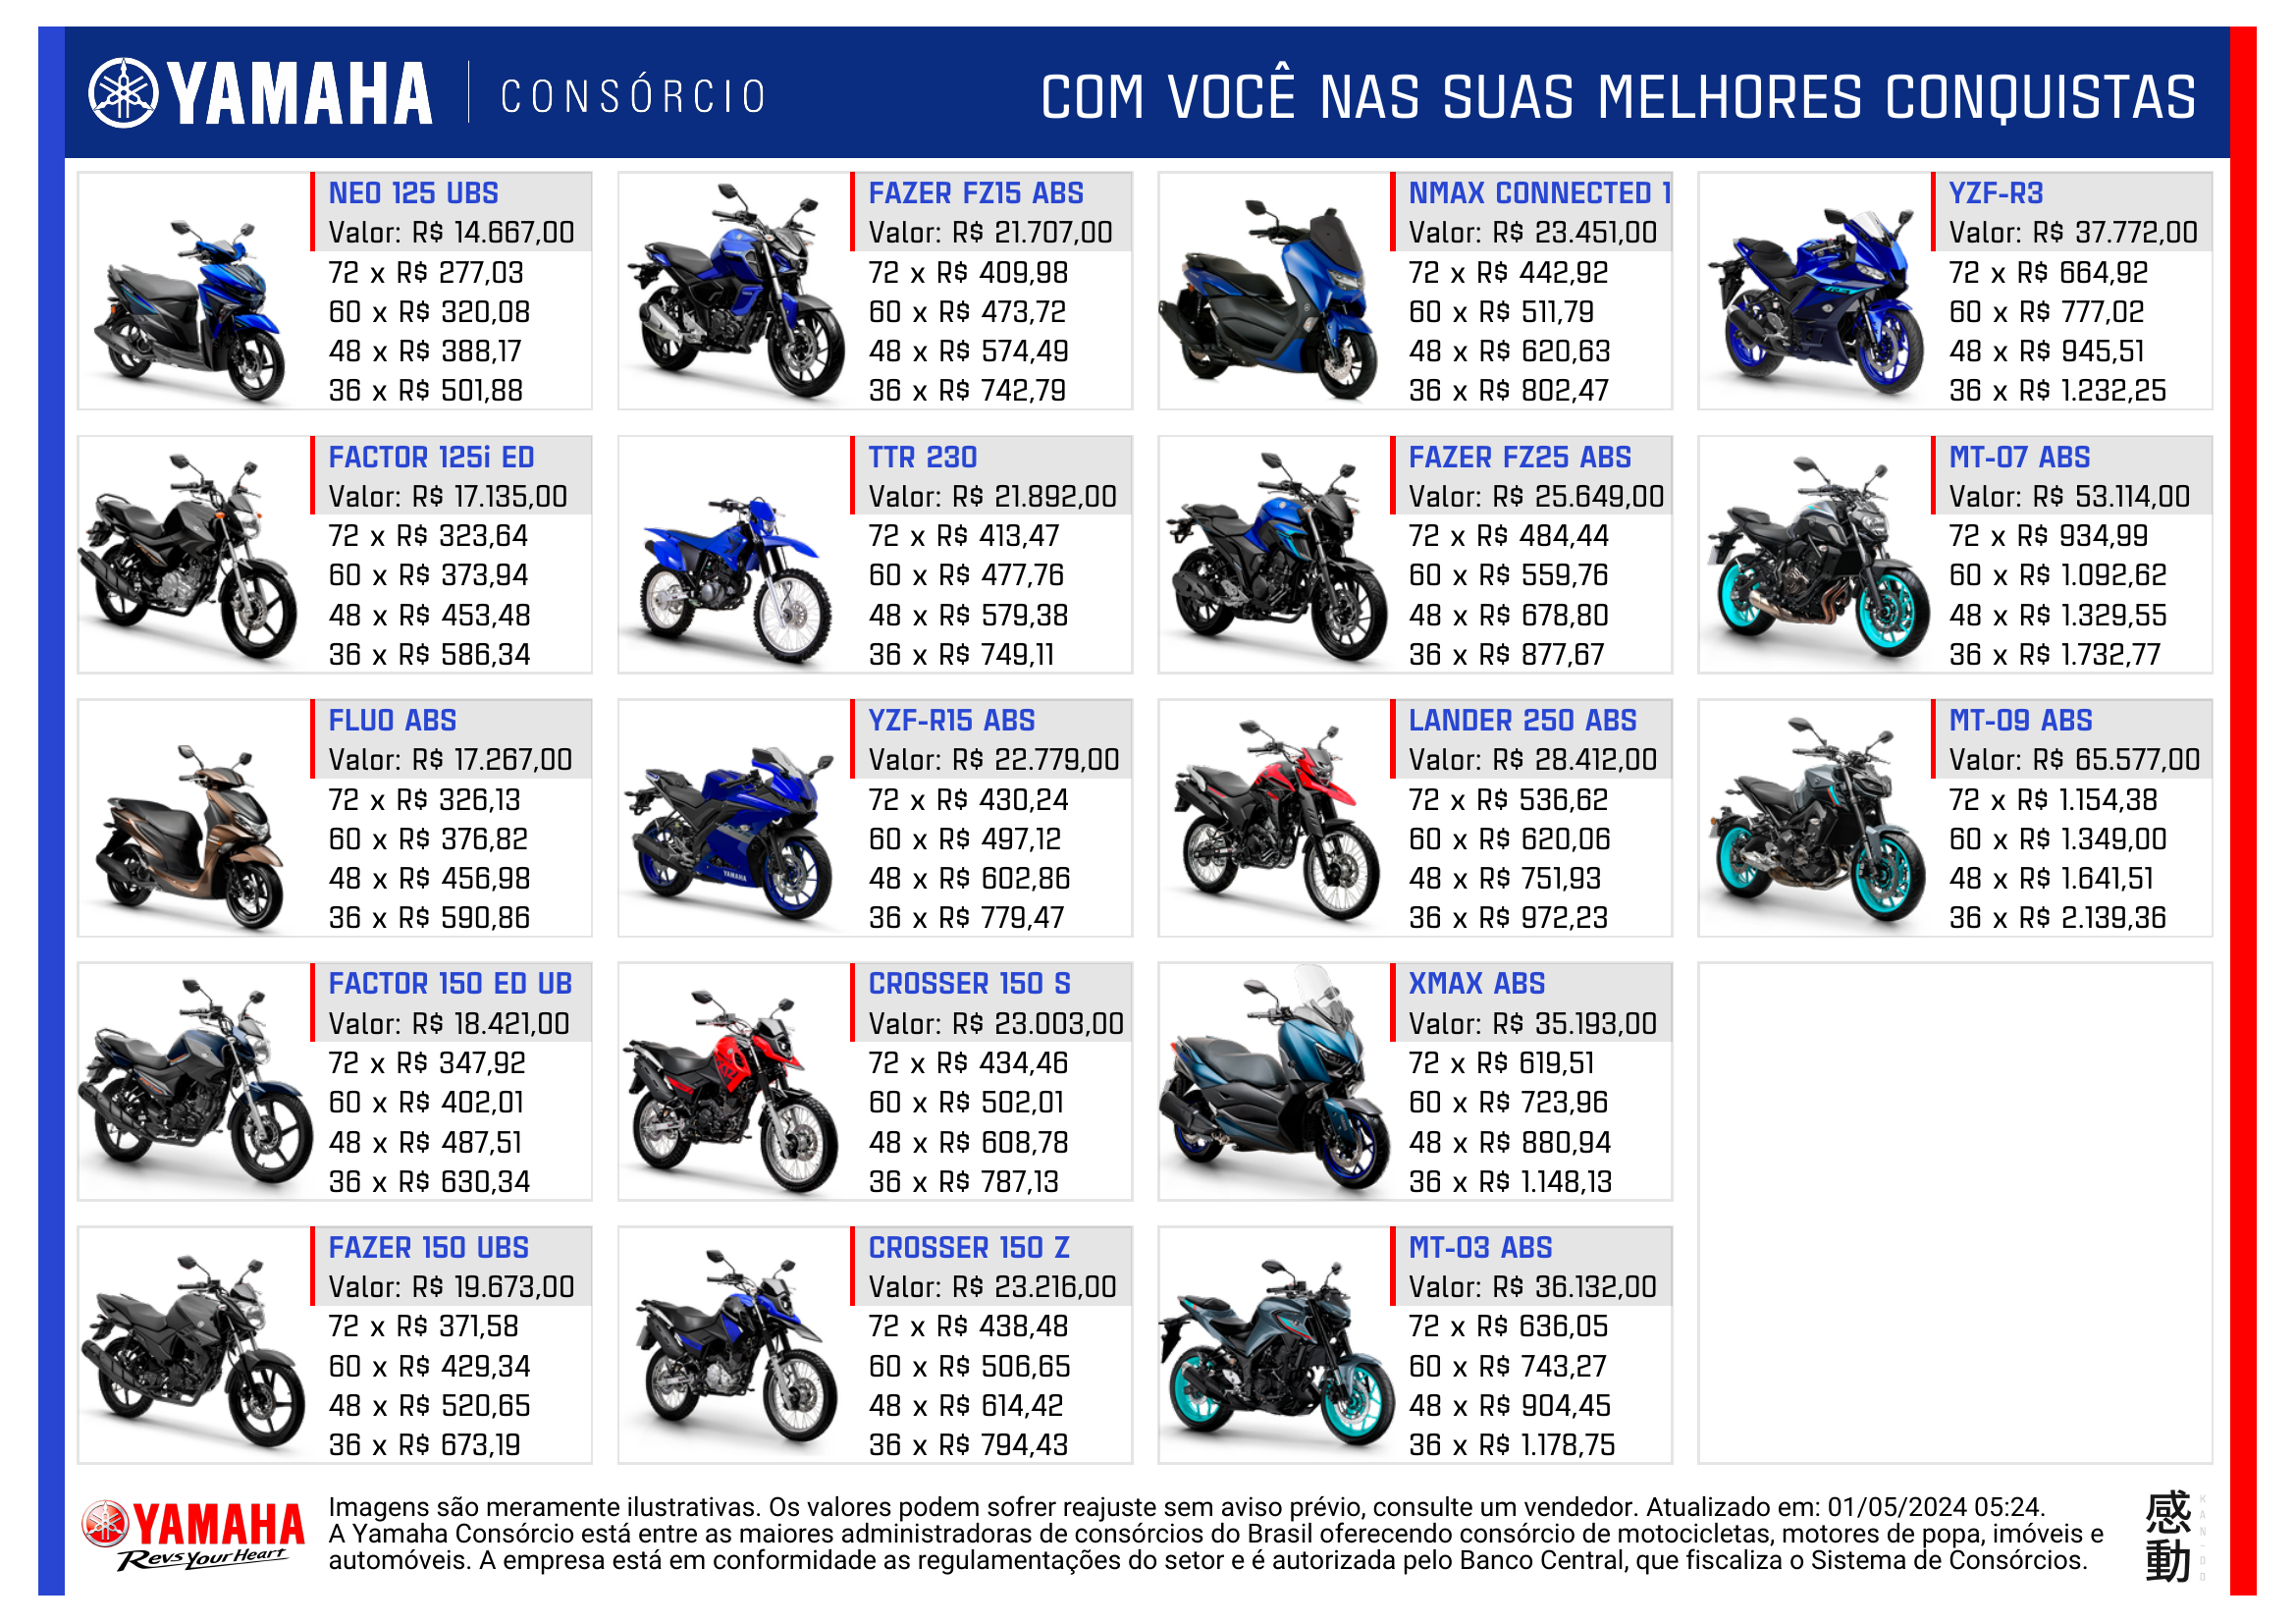 YAMAHA CONSÓRCIO
COM VOCÊ NAS SUAS MELHORES CONQUISTAS
NEO 125 UBS
Valor: R$ 14.667,00
72 x R$ 277,03
60 x R$ 320,08
48 x R$ 388,17
36 x R$ 501,88
FAZER FZ15 ABS
Valor: R$ 21.707,00
72 x R$ 409,98
60 x R$ 473,72
48 x R$ 574,49
36 x R$ 742,79
NMAX CONNECTED 1
Valor: R$ 23.451,00
72 x R$ 442,92
60 x R$ 511,79
48 x R$ 620,63
36 x R$ 802,47
YZF-R3
Valor: R$ 37.772,00
72 x R$ 664,92
60 x R$ 777,02
48 x R$ 945,51
36 x R$ 1.232,25
FACTOR 125i ED
Valor: R$ 17.135,00
72 x R$ 323,64
60 x R$ 373,94
48 x R$ 453,48
36 x R$ 586,34
TTR 230
Valor: R$ 21.892,00
72 x R$ 413,47
60 x R$ 477,76
48 x R$ 579,38
36 x R$ 749,11
FAZER FZ25 ABS
Valor: R$ 25.649,00
72 x R$ 484,44
60 x R$ 559,76
48 x R$ 678,80
36 x R$ 877,67
MT-07 ABS
Valor: R$ 53.114,00
72 x R$ 934,99
60 x R$ 1.092,62
48 x R$ 1.329,55
36 x R$ 1.732,77
FLUO ABS
Valor: R$ 17.267,00
72 x R$ 326,13
60 x R$ 376,82
48 x R$ 456,98
36 x R$ 590,86
YZF-R15 ABS
Valor: R$ 22.779,00
72 x R$ 430,24
60 x R$ 497,12
48 x R$ 602,86
36 x R$ 779,47
YAMAHA
LANDER 250 ABS
Valor: R$ 28.412,00
72 x R$ 536,62
60 x R$ 620,06
48 x R$ 751,93
36 x R$ 972,23
MT-09 ABS
Valor: R$ 65.577,00
72 x R$ 1.154,38
60 x R$ 1.349,00
48 x R$ 1.641,51
36 x R$ 2.139,36
FACTOR 150 ED UB
Valor: R$ 18.421,00
72 x R$ 347,92
60 x R$ 402,01
48 x R$ 487,51
36 x R$ 630,34
CROSSER 150 S
Valor: R$ 23.003,00
72 x R$ 434,46
60 x R$ 502,01
48 x R$ 608,78
36 x R$ 787,13
XMAX ABS
Valor: R$ 35.193,00
72 x R$ 619,51
60 x R$ 723,96
48 x R$ 880,94
36 x R$ 1.148,13
FAZER 150 UBS
Valor: R$ 19.673,00
72 x R$ 371,58
60 x R$ 429,34
48 x R$ 520,65
36 x R$ 673,19
CROSSER 150 Z
Valor: R$ 23.216,00
72 x R$ 438,48
60 x R$ 506,65
48 x R$ 614,42
36 x R$ 794,43
MT-03 ABS
Valor: R$ 36.132,00
72 x R$ 636,05
60 x R$ 743,27
48 x R$ 904,45
36 x R$ 1.178,75
YAMAHA
Revs Your Heart
Imagens são meramente ilustrativas. Os valores podem sofrer reajuste sem aviso prévio, consulte um vendedor. Atualizado em: 01/05/2024 05:24.
A Yamaha Consórcio está entre as maiores administradoras de consórcios do Brasil oferecendo consórcio de motocicletas, motores de popa, imóveis e
automóveis. A empresa está em conformidade as regulamentações do setor e é autorizada pelo Banco Central, que fiscaliza o Sistema de Consórcios.
感動
KAN-DO